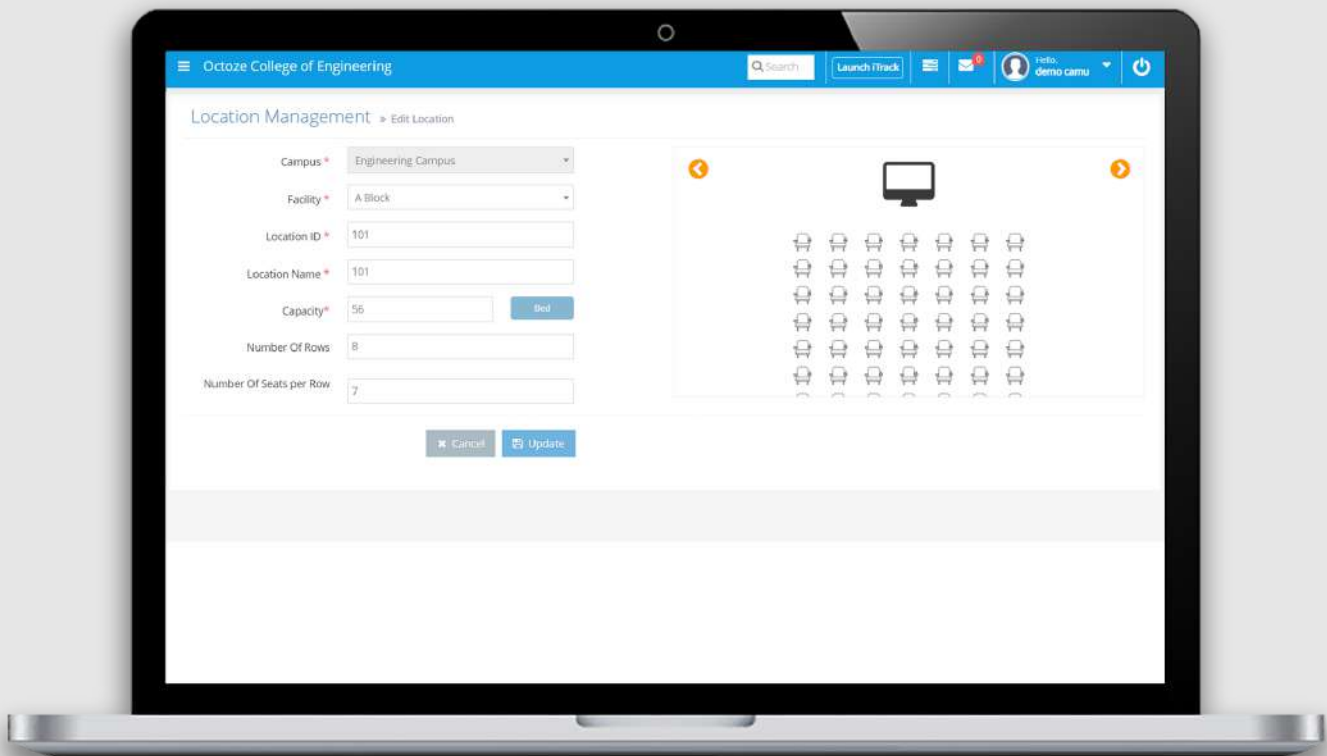 Octoze College of Engineering
Search
Launch iTrack
0
Hello,
demo camu
Location Management » Edit Location
Campus *
Engineering Campus
Facility *
A Block
Location ID *
101
Location Name *
101
Capacity*
56
Bed
Number Of Rows
8
Number Of Seats per Row
7
Cancel
Update